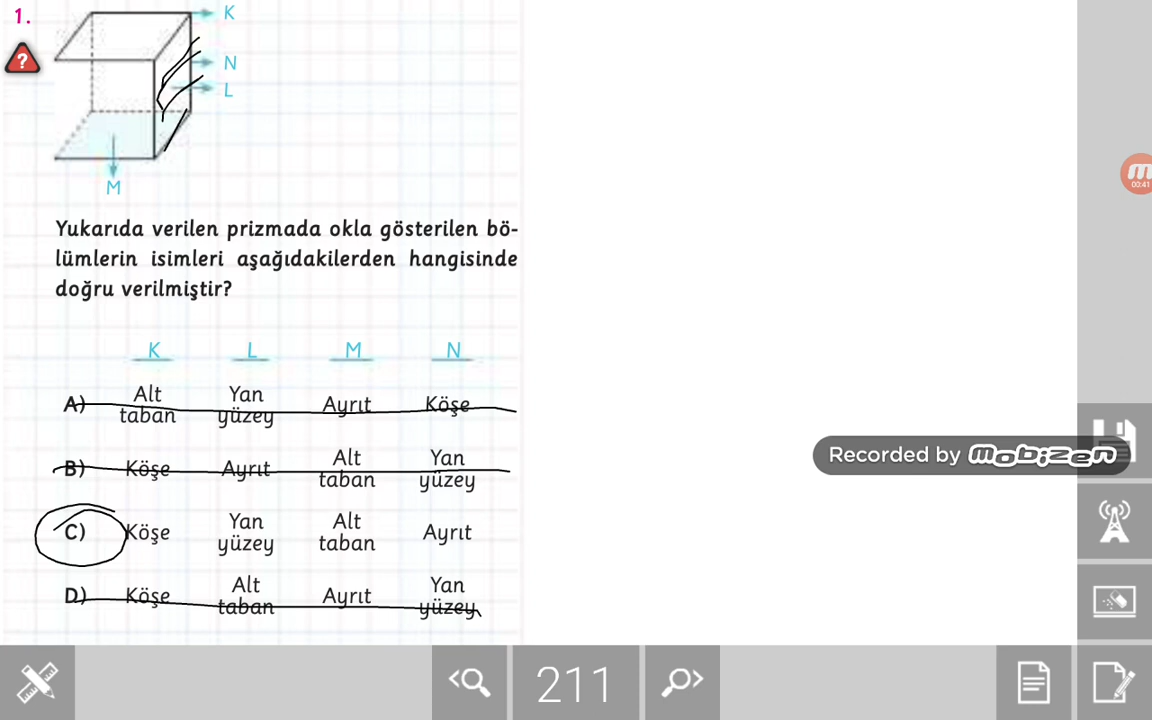 1.
K
?
N
L
M
00:41
Yukarıda verilen prizmada okla gösterilen bö-
lümlerin isimleri aşağıdakilerden hangisinde
doğru verilmiştir?
K L M N
A) Alt taban Yan yüzey Ayrıt Köşe
B) Köşe Ayrıt Alt taban Yan yüzey
C) Köşe Yan yüzey Alt taban Ayrıt
D) Köşe Alt taban Ayrıt Yan yüzey
Recorded by mobizen
211